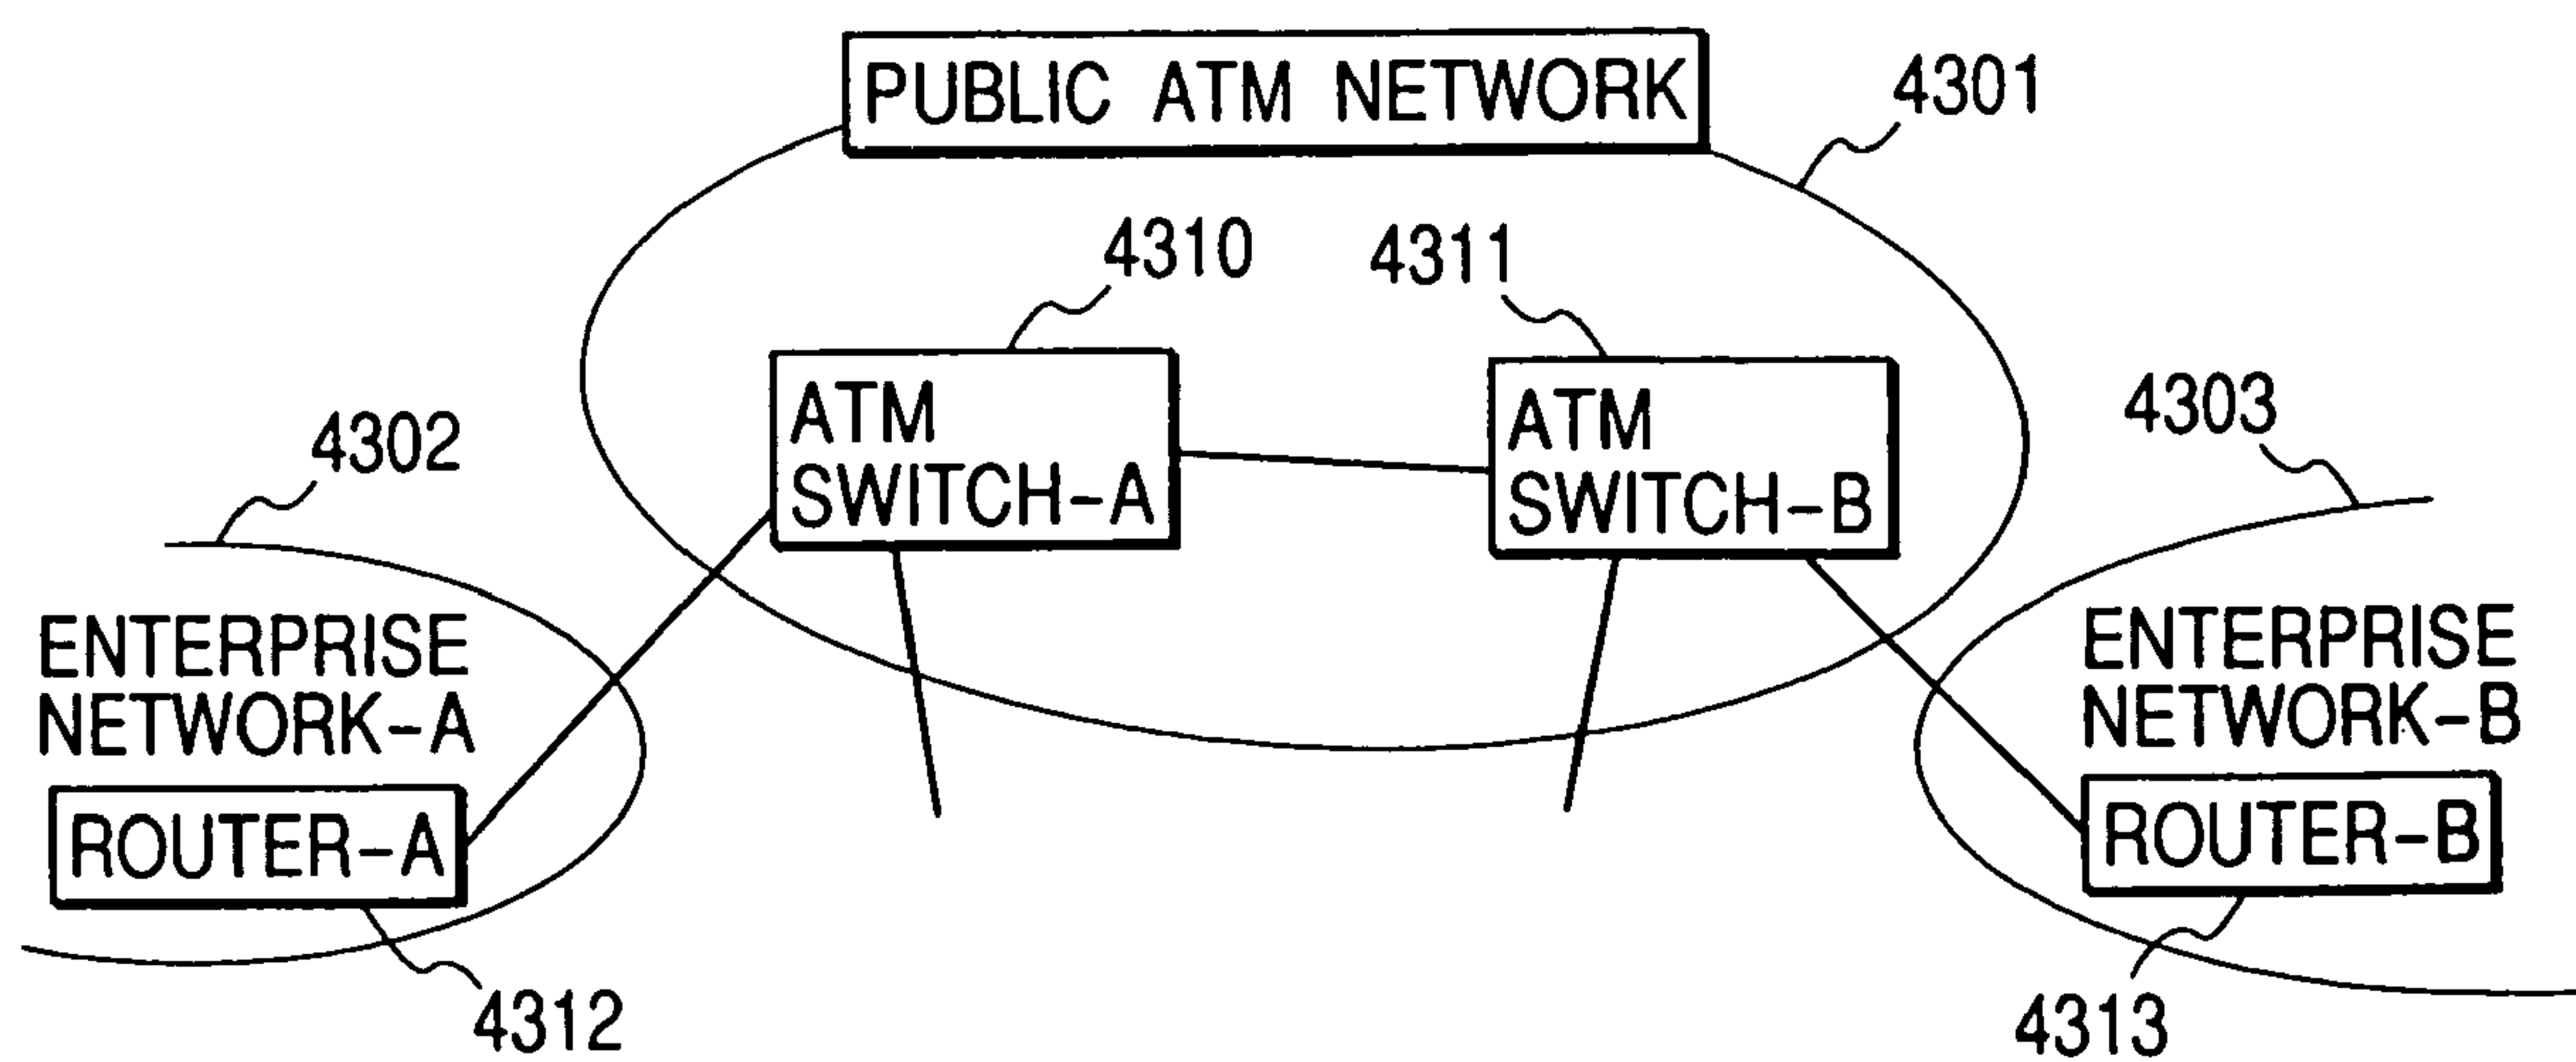 PUBLIC ATM NETWORK
4301
4310
4311
ATM
SWITCH-A
ATM
SWITCH-B
4302
4303
ENTERPRISE
NETWORK-A
ENTERPRISE
NETWORK-B
ROUTER-A
ROUTER-B
4312
4313